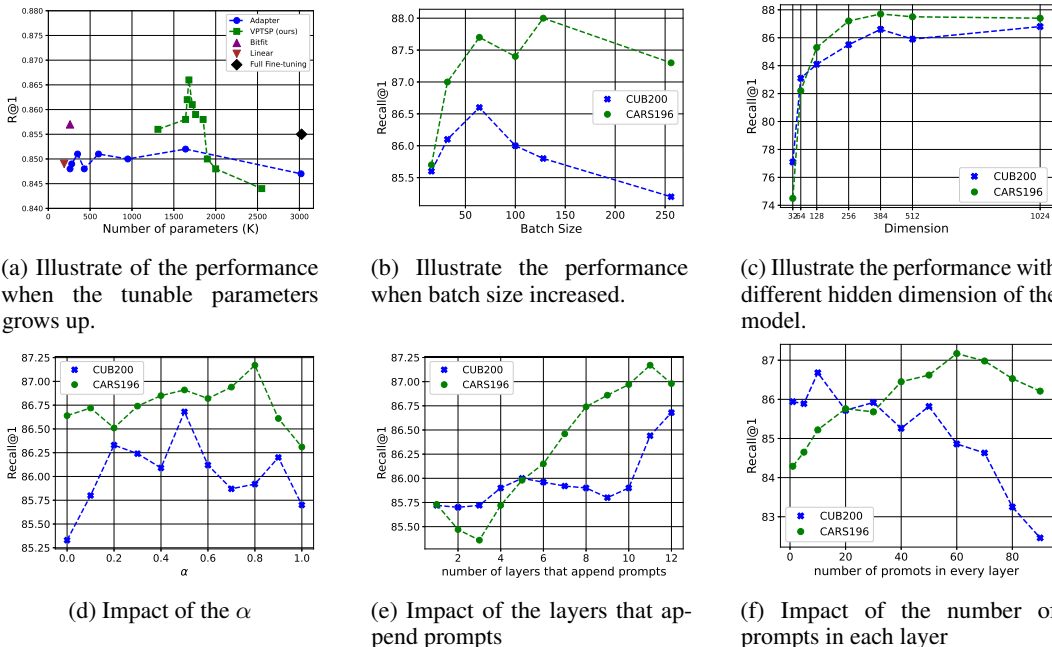 0.880
0.875
0.870
0.865
0.860
0.855
0.850
0.845
0.840
R@1
Adapter
VPTSP (ours)
Bitfit
Linear
Full Fine-tuning
0 500 1000 1500 2000 2500 3000
Number of parameters (K)
(a) Illustrate of the performance
when the tunable parameters
grows up.
88.0
87.5
87.0
86.5
86.0
85.5
Recall@1
CUB200
CARS196
50 100 150 200 250
Batch Size
(b) Illustrate the performance
when batch size increased.
88
86
84
82
80
78
76
74
Recall@1
CUB200
CARS196
32 64 128 256 384 512 1024
Dimension
(c) Illustrate the performance with
different hidden dimension of the
model.
87.25
87.00
86.75
86.50
86.25
86.00
85.75
85.50
85.25
Recall@1
CUB200
CARS196
0.0 0.2 0.4 0.6 0.8 1.0
α
(d) Impact of the α
87.25
87.00
86.75
86.50
86.25
86.00
85.75
85.50
Recall@1
CUB200
CARS196
2 4 6 8 10 12
number of layers that append prompts
(e) Impact of the layers that ap-
pend prompts
87
86
85
84
83
Recall@1
CUB200
CARS196
0 20 40 60 80
number of promots in every layer
(f) Impact of the number of
prompts in each layer